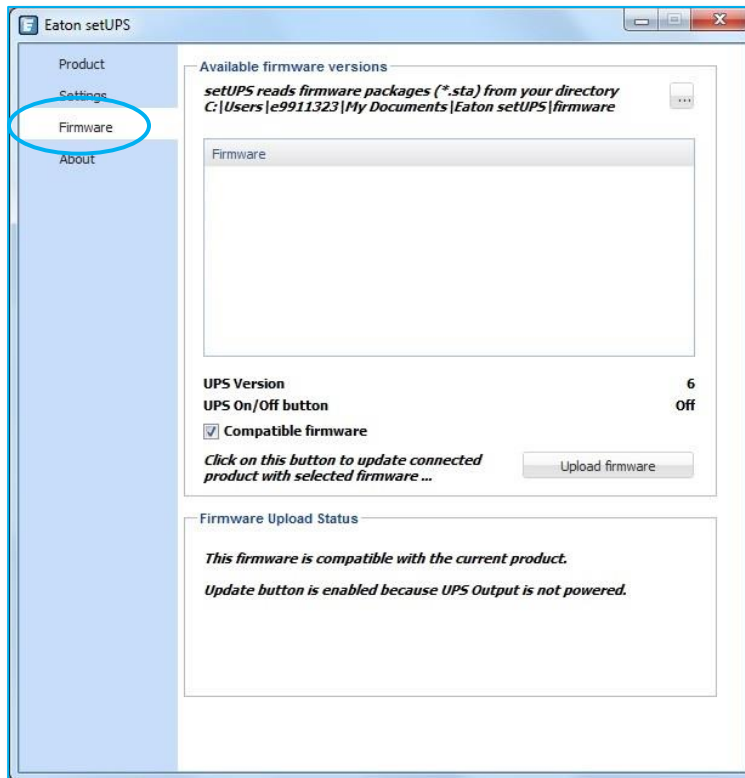 Eaton setUPS
Product
Settings
Firmware
About
Available firmware versions
setUPS reads firmware packages (*.sta) from your directory
C:|Users|e9911323|My Documents|Eaton setUPS|firmware
...
Firmware
UPS Version 6
UPS On/Off button Off
Compatible firmware
Click on this button to update connected
product with selected firmware ...
Upload firmware
Firmware Upload Status
This firmware is compatible with the current product.
Update button is enabled because UPS Output is not powered.